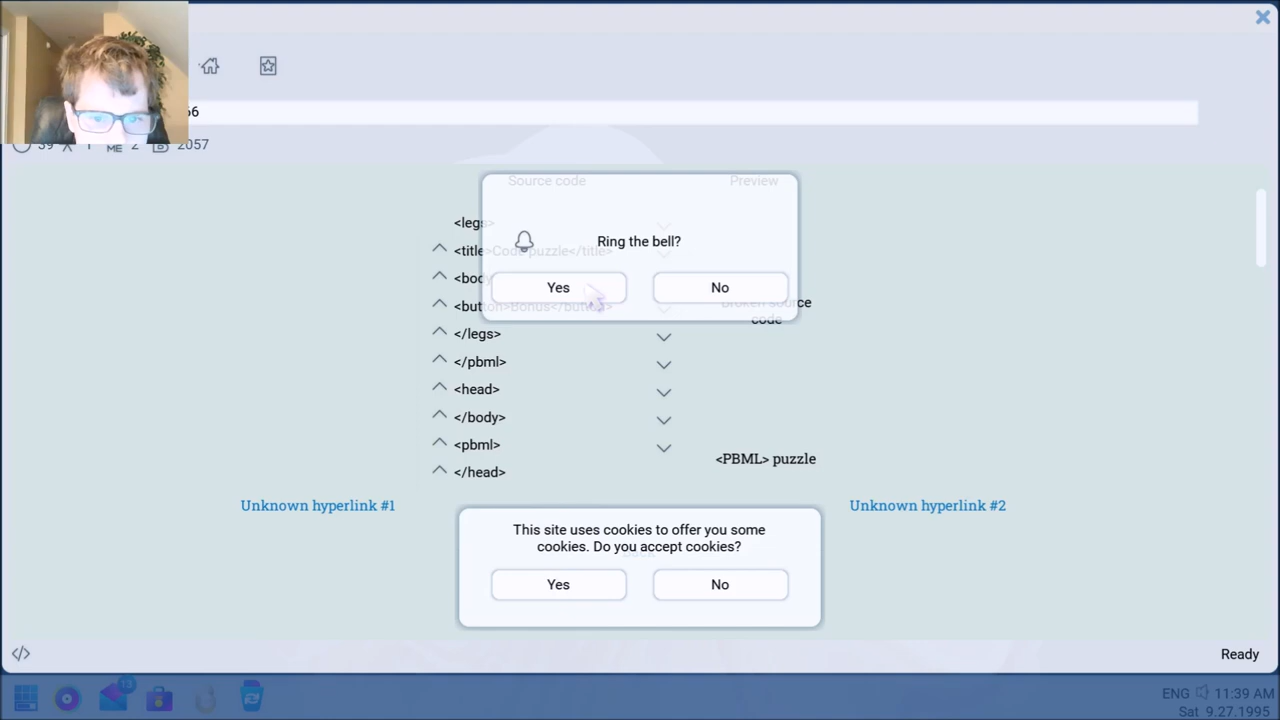 66
39 1 ME 2 2057
Source code Preview
<legs>
Ring the bell?
<title>Code puzzle</title>
<body
Yes No
<button>Bonus</button>
Broken source
code
</legs>
</pbml>
<head>
</body>
<pbml>
<PBML> puzzle
</head>
Unknown hyperlink #1 Unknown hyperlink #2
This site uses cookies to offer you some
cookies. Do you accept cookies?
Yes No
</> Ready
13
ENG 11:39 AM
Sat 9.27.1995